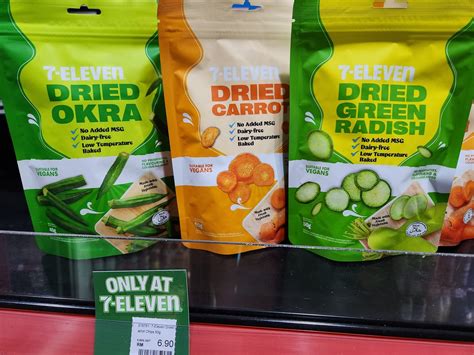 7-ELEVEN
DRIED
OKRA
No Added MSG
Dairy-free
Low Temperature
Baked
SUITABLE FOR
VEGANS
7-ELEVEN
DRIED
CARROT
No Added MSG
Dairy-free
Low Temperature
Baked
SUITABLE FOR
VEGANS
7-ELEVEN
DRIED
GREEN
RADISH
No Added MSG
Dairy-free
Low Temperature
Baked
SUITABLE FOR
VEGANS
ONLY AT
7-ELEVEN
RM 6.90